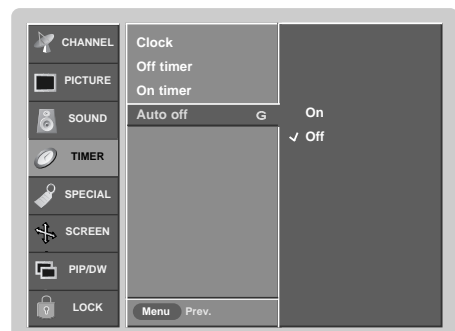 CHANNEL
PICTURE
SOUND
TIMER
SPECIAL
SCREEN
PIP/DW
LOCK
Clock
Off timer
On timer
Auto off G
Menu Prev.
On
✓ Off